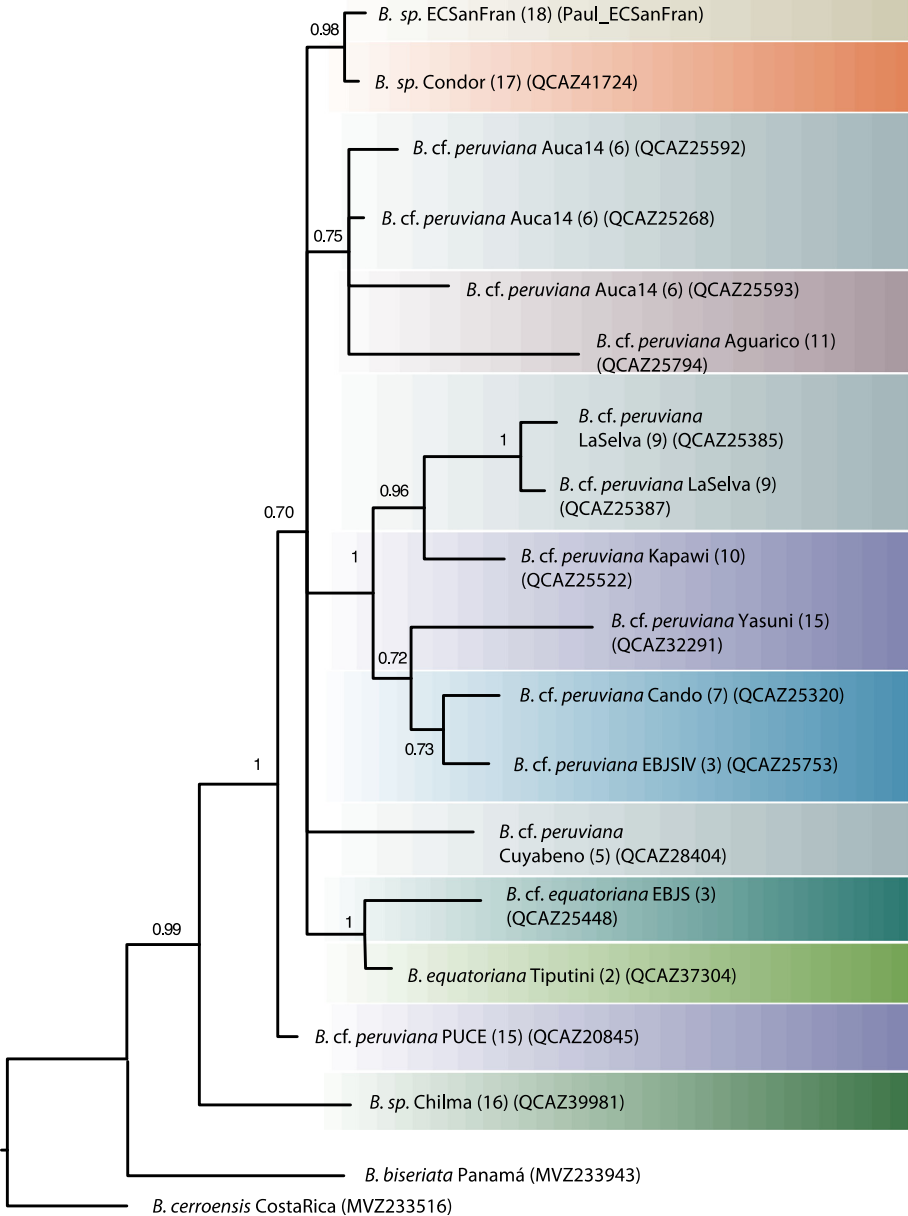 B. sp. ECSanFran (18) (Paul_ECSanFran)
0.98
B. sp. Condor (17) (QCAZ41724)
B. cf. peruviana Auca14 (6) (QCAZ25592)
B. cf. peruviana Auca14 (6) (QCAZ25268)
0.75
B. cf. peruviana Auca14 (6) (QCAZ25593)
B. cf. peruviana Aguarico (11)
(QCAZ25794)
B. cf. peruviana
LaSelva (9) (QCAZ25385)
1
B. cf. peruviana LaSelva (9)
(QCAZ25387)
0.96
0.70
B. cf. peruviana Kapawi (10)
(QCAZ25522)
1
B. cf. peruviana Yasuni (15)
(QCAZ32291)
0.72
B. cf. peruviana Cando (7) (QCAZ25320)
0.73
B. cf. peruviana EBJSIV (3) (QCAZ25753)
1
B. cf. peruviana
Cuyabeno (5) (QCAZ28404)
B. cf. equatoriana EBJS (3)
(QCAZ25448)
1
0.99
B. equatoriana Tiputini (2) (QCAZ37304)
B. cf. peruviana PUCE (15) (QCAZ20845)
B. sp. Chilma (16) (QCAZ39981)
B. biseriata Panamá (MVZ233943)
B. cerroensis CostaRica (MVZ233516)